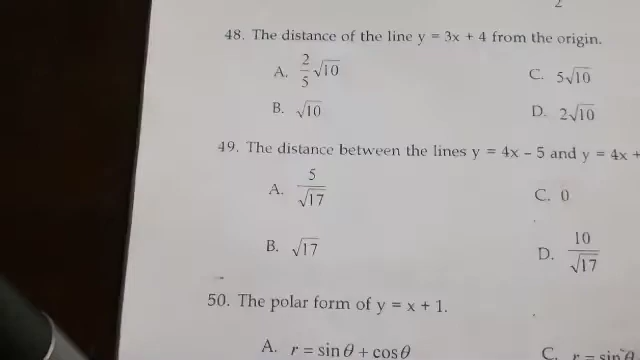 2
48. The distance of the line y = 3x + 4 from the origin.
A. 2/5 √10
C. 5√10
B. √10
D. 2√10
49. The distance between the lines y = 4x – 5 and y = 4x +
A. 5/√17
C. 0
B. √17
D. 10/√17
50. The polar form of y = x + 1.
A. r = sin θ + cos θ
C. r = sin θ